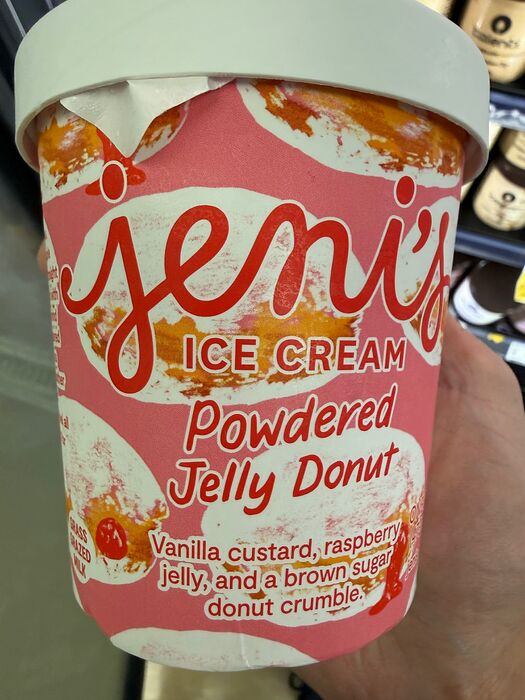 jeni's
ICE CREAM
Powdered
Jelly Donut
GRASS
GRAZED
MILK
Vanilla custard, raspberry
jelly, and a brown sugar
donut crumble.